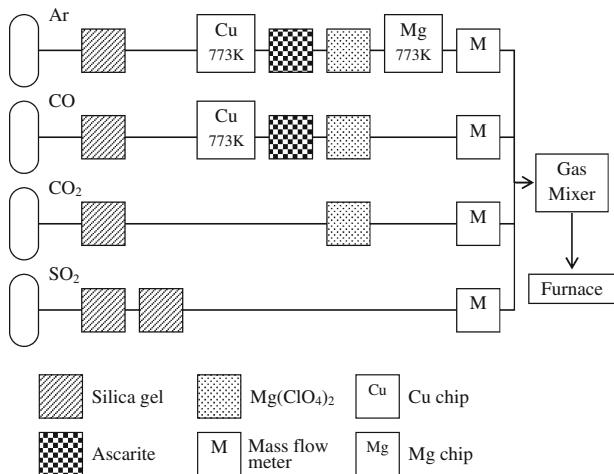 Ar
Cu
773K
Mg
773K
M
CO
Cu
773K
M
CO₂
M
SO₂
M
Gas
Mixer
Furnace
Silica gel
Mg(ClO₄)₂
Cu
Cu chip
Ascarite
M
Mass flow
meter
Mg
Mg chip